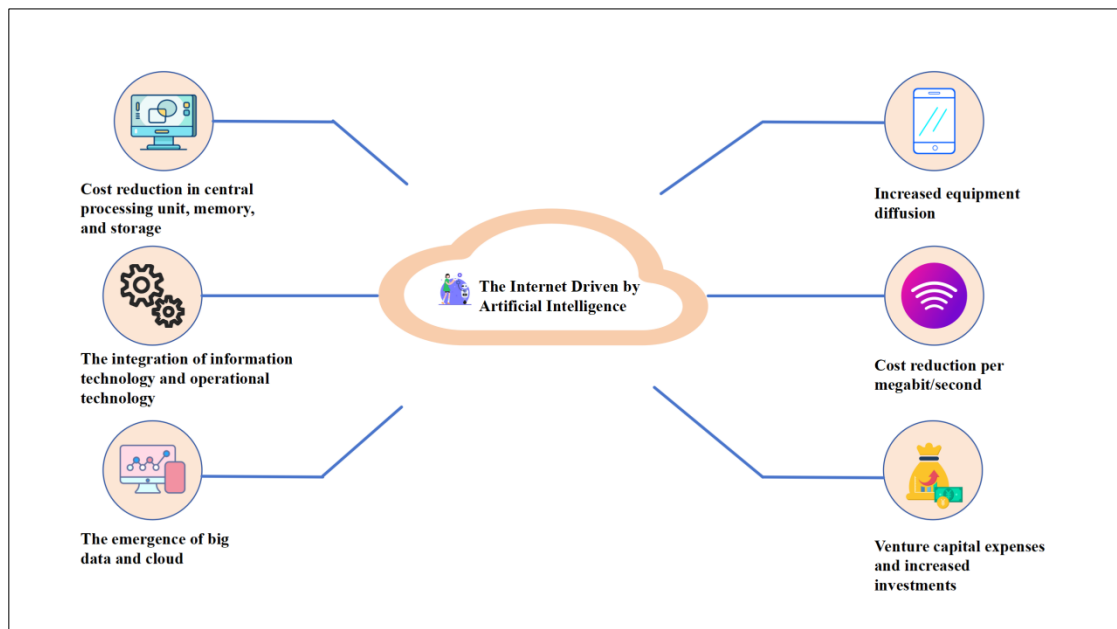 Cost reduction in central
processing unit, memory,
and storage
The integration of information
technology and operational
technology
The emergence of big
data and cloud
The Internet Driven by
Artificial Intelligence
Increased equipment
diffusion
Cost reduction per
megabit/second
Venture capital expenses
and increased
investments